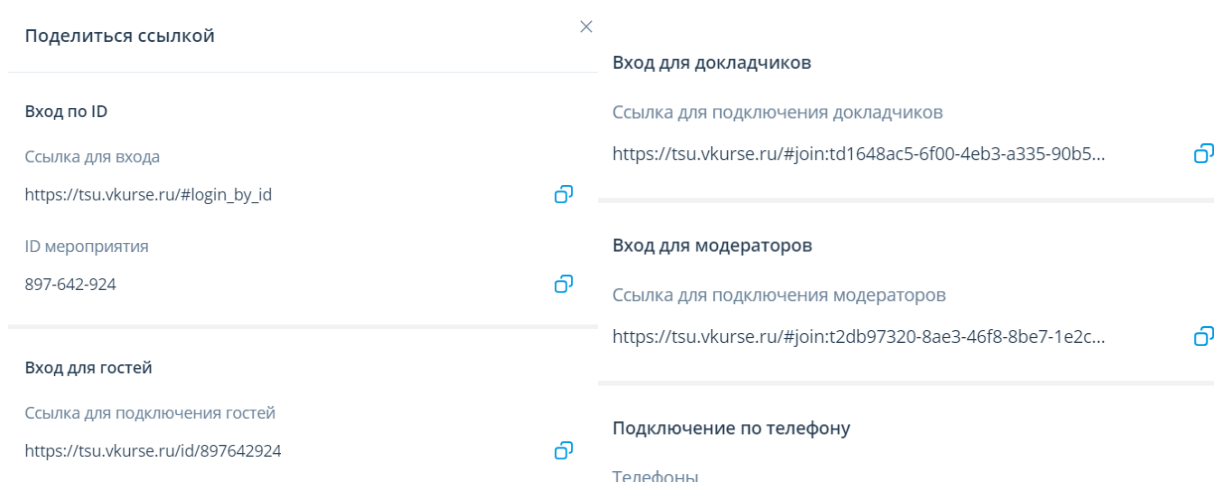 Поделиться ссылкой
Вход по ID
Ссылка для входа
https://tsu.vkurse.ru/#login_by_id
ID мероприятия
897-642-924
Вход для гостей
Ссылка для подключения гостей
https://tsu.vkurse.ru/id/897642924
Вход для докладчиков
Ссылка для подключения докладчиков
https://tsu.vkurse.ru/#join:td1648ac5-6f00-4eb3-a335-90b5...
Вход для модераторов
Ссылка для подключения модераторов
https://tsu.vkurse.ru/#join:t2db97320-8ae3-46f8-8be7-1e2c...
Подключение по телефону
Телефоны